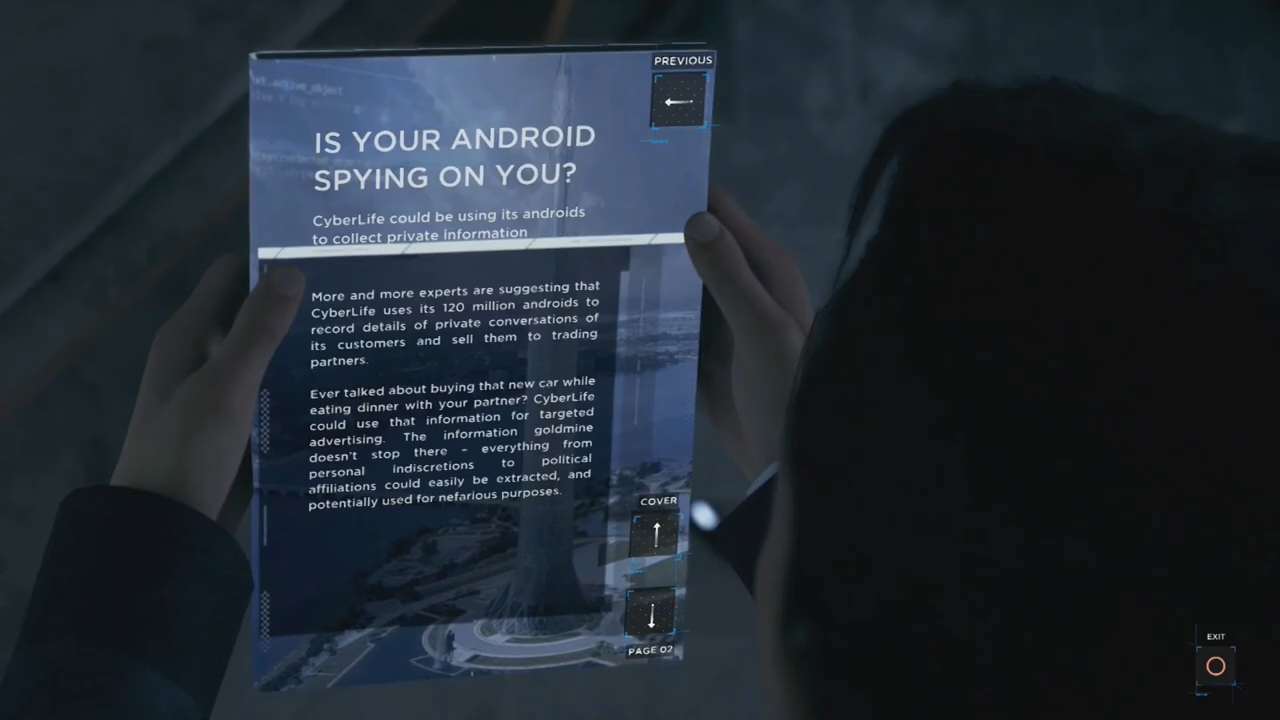 PREVIOUS
IS YOUR ANDROID
SPYING ON YOU?
CyberLife could be using its androids
to collect private information
More and more experts are suggesting that
CyberLife uses its 120 million androids to
record details of private conversations of
its customers and sell them to trading
partners.
Ever talked about buying that new car while
eating dinner with your partner? CyberLife
could use that information for targeted
advertising. The information goldmine
doesn't stop there – everything from
personal indiscretions to political
affiliations could easily be extracted, and
potentially used for nefarious purposes.
COVER
PAGE 02
EXIT